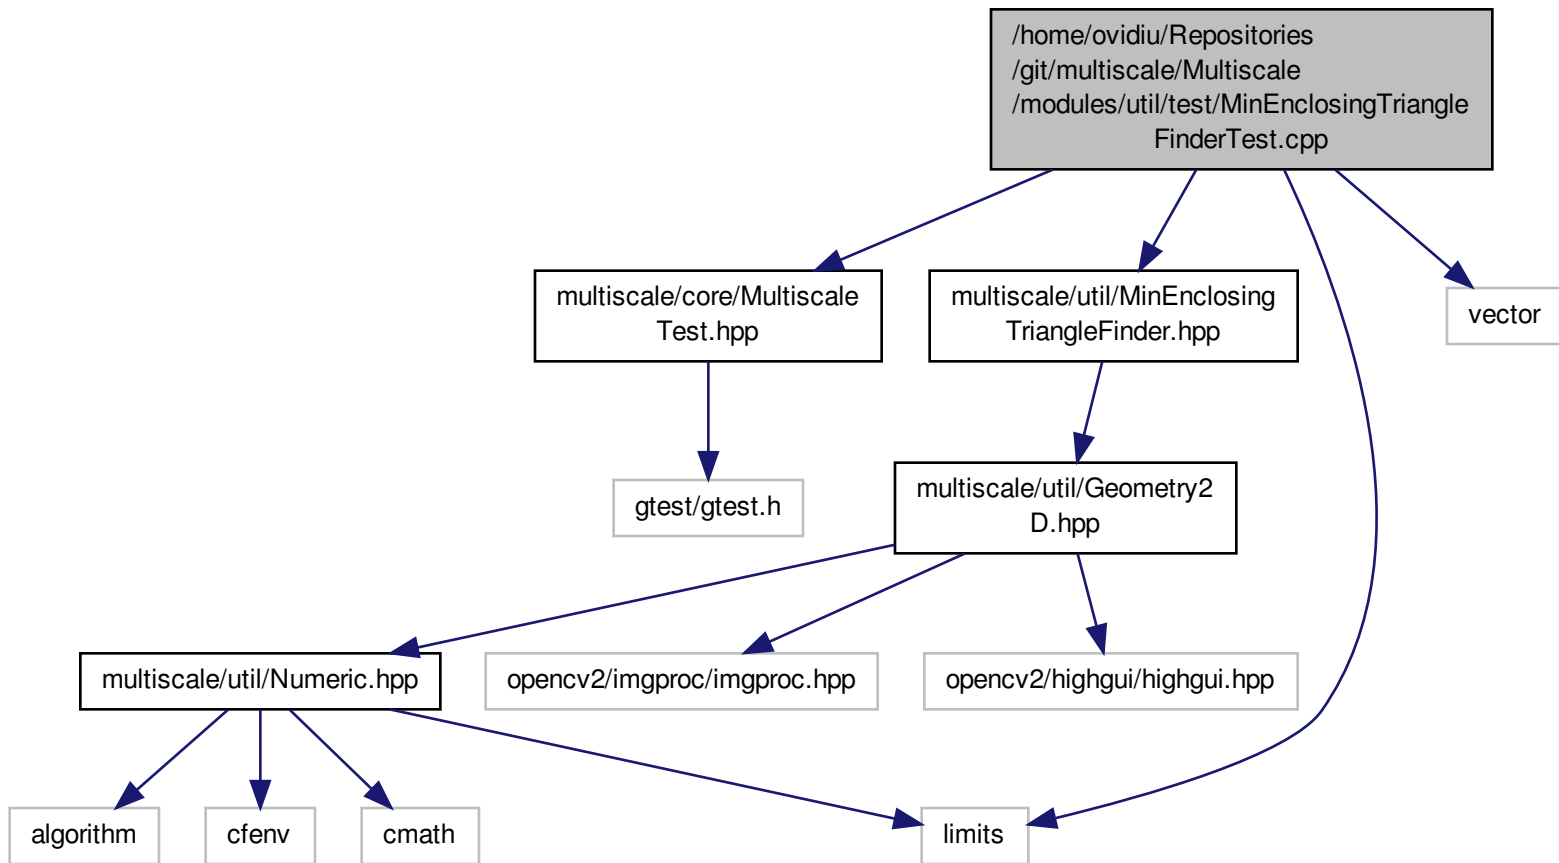 /home/ovidiu/Repositories
/git/multiscale/Multiscale
/modules/util/test/MinEnclosingTriangle
FinderTest.cpp
multiscale/core/Multiscale
Test.hpp
multiscale/util/MinEnclosing
TriangleFinder.hpp
vector
gtest/gtest.h
multiscale/util/Geometry2
D.hpp
multiscale/util/Numeric.hpp
opencv2/imgproc/imgproc.hpp
opencv2/highgui/highgui.hpp
algorithm
cfenv
cmath
limits